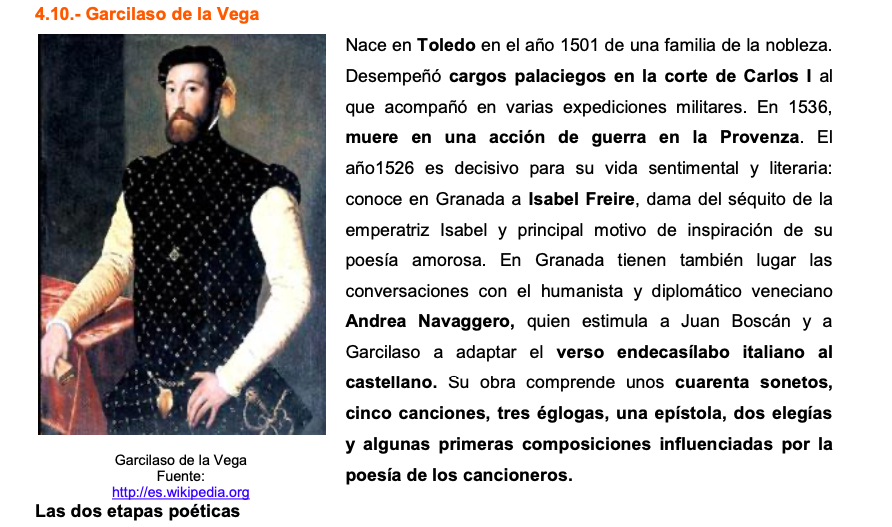 4.10.- Garcilaso de la Vega
Nace en Toledo en el año 1501 de una familia de la nobleza.
Desempeñó cargos palaciegos en la corte de Carlos I al
que acompañó en varias expediciones militares. En 1536,
muere en una acción de guerra en la Provenza. El
año1526 es decisivo para su vida sentimental y literaria:
conoce en Granada a Isabel Freire, dama del séquito de la
emperatriz Isabel y principal motivo de inspiración de su
poesía amorosa. En Granada tienen también lugar las
conversaciones con el humanista y diplomático veneciano
Andrea Navaggero, quien estimula a Juan Boscán y a
Garcilaso a adaptar el verso endecasílabo italiano al
castellano. Su obra comprende unos cuarenta sonetos,
cinco canciones, tres églogas, una epístola, dos elegías
y algunas primeras composiciones influenciadas por la
poesía de los cancioneros.
Garcilaso de la Vega
Fuente:
http://es.wikipedia.org
Las dos etapas poéticas